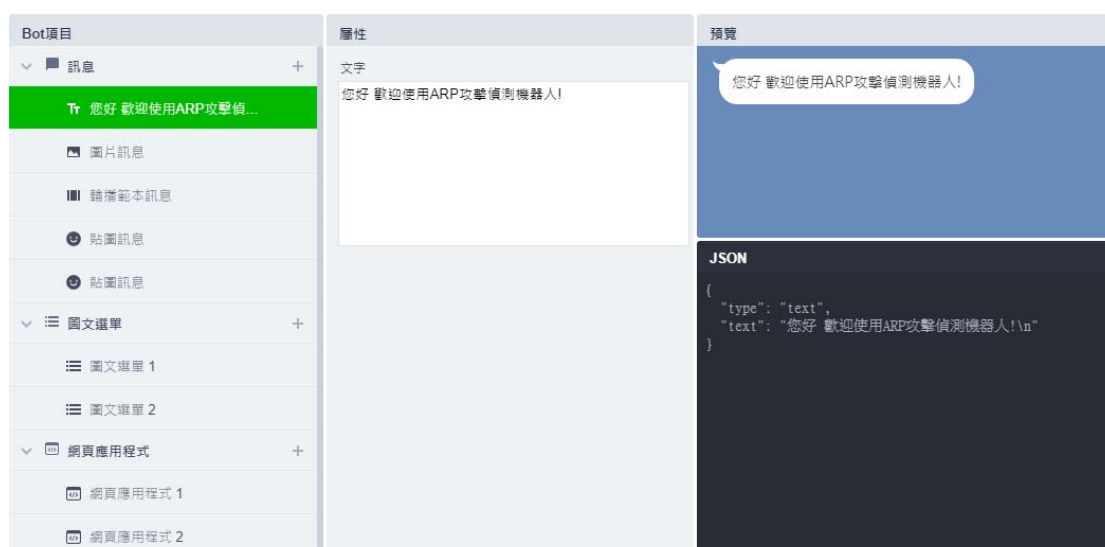 Bot項目
訊息
您好 歡迎使用ARP攻擊偵...
圖片訊息
輪播範本訊息
貼圖訊息
貼圖訊息
圖文選單
圖文選單 1
圖文選單 2
網頁應用程式
網頁應用程式 1
網頁應用程式 2
屬性
文字
您好 歡迎使用ARP攻擊偵測機器人!
預覽
您好 歡迎使用ARP攻擊偵測機器人!
JSON
{
"type": "text",
"text": "您好 歡迎使用ARP攻擊偵測機器人!\n"
}